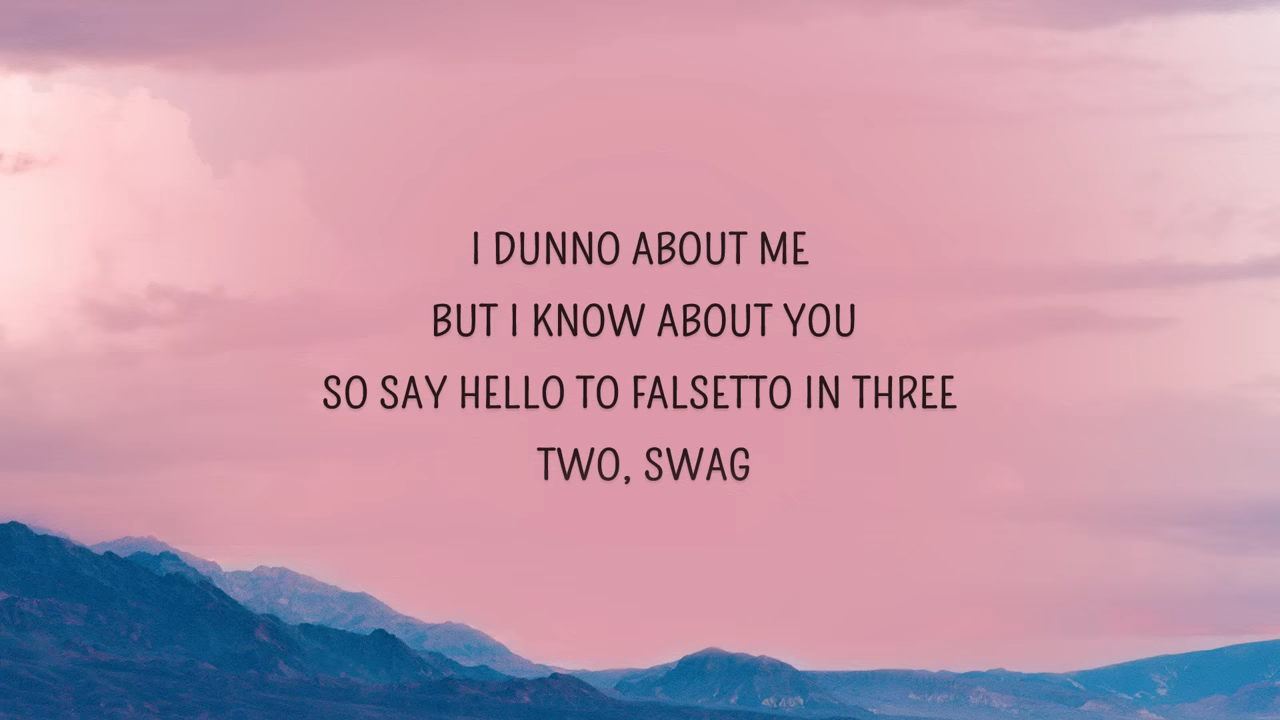 I DUNNO ABOUT ME
BUT I KNOW ABOUT YOU
SO SAY HELLO TO FALSETTO IN THREE
TWO, SWAG